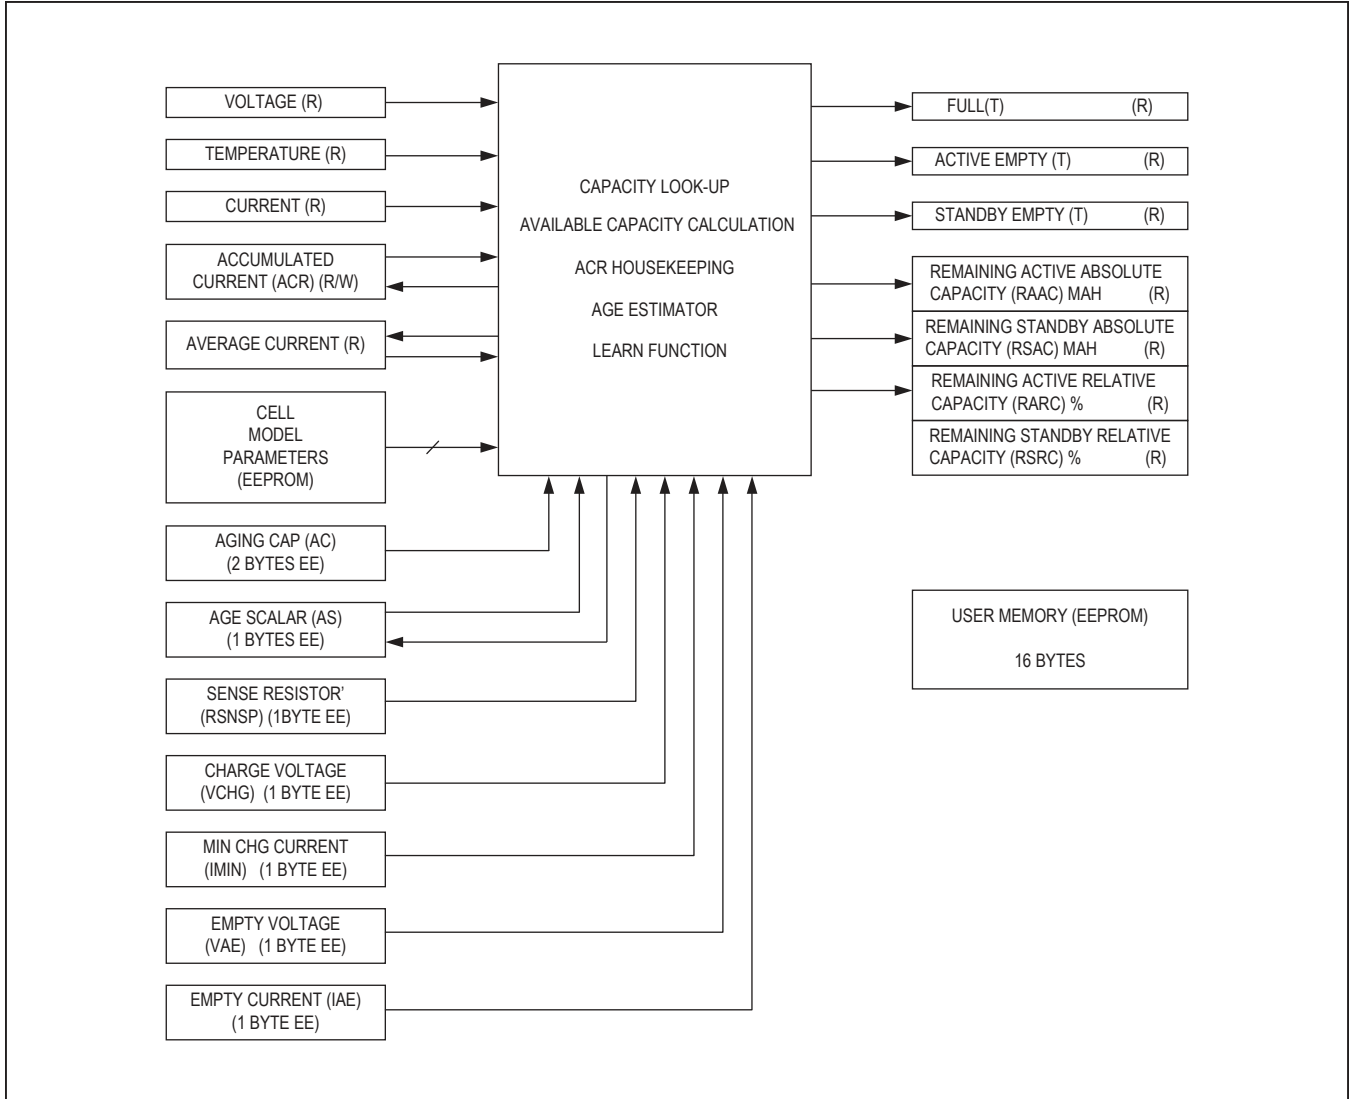 VOLTAGE (R)
TEMPERATURE (R)
CURRENT (R)
ACCUMULATED
CURRENT (ACR) (R/W)
AVERAGE CURRENT (R)
CELL
MODEL
PARAMETERS
(EEPROM)
AGING CAP (AC)
(2 BYTES EE)
AGE SCALAR (AS)
(1 BYTES EE)
SENSE RESISTOR'
(RSNSP) (1BYTE EE)
CHARGE VOLTAGE
(VCHG) (1 BYTE EE)
MIN CHG CURRENT
(IMIN) (1 BYTE EE)
EMPTY VOLTAGE
(VAE) (1 BYTE EE)
EMPTY CURRENT (IAE)
(1 BYTE EE)
CAPACITY LOOK-UP
AVAILABLE CAPACITY CALCULATION
ACR HOUSEKEEPING
AGE ESTIMATOR
LEARN FUNCTION
FULL(T) (R)
ACTIVE EMPTY (T) (R)
STANDBY EMPTY (T) (R)
REMAINING ACTIVE ABSOLUTE
CAPACITY (RAAC) MAH (R)
REMAINING STANDBY ABSOLUTE
CAPACITY (RSAC) MAH (R)
REMAINING ACTIVE RELATIVE
CAPACITY (RARC) % (R)
REMAINING STANDBY RELATIVE
CAPACITY (RSRC) % (R)
USER MEMORY (EEPROM)
16 BYTES